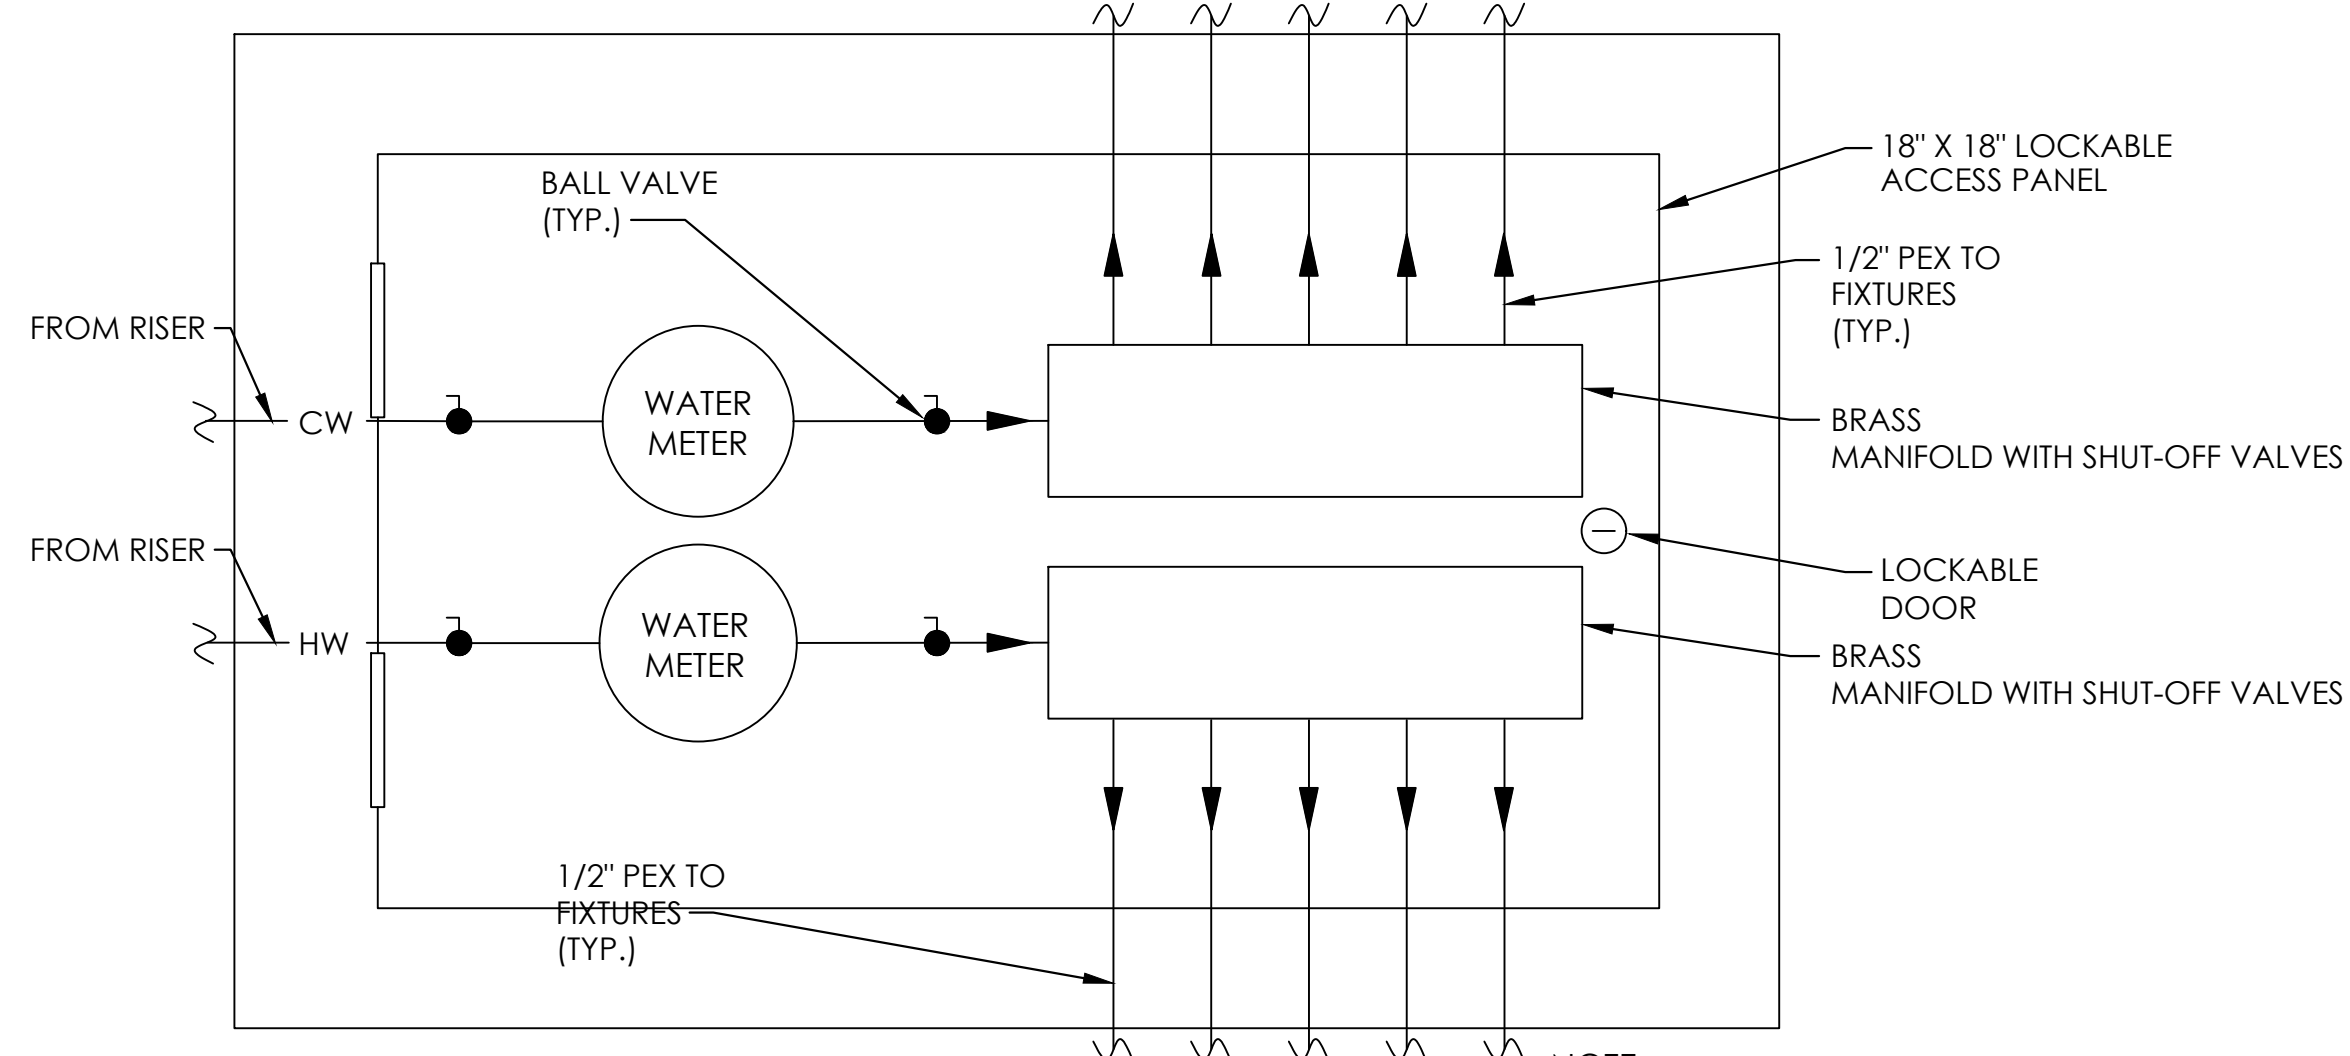 18" X 18" LOCKABLE
ACCESS PANEL
BALL VALVE
(TYP.)
1/2" PEX TO
FIXTURES
(TYP.)
FROM RISER
CW
WATER
METER
BRASS
MANIFOLD WITH SHUT-OFF VALVES
FROM RISER
HW
WATER
METER
LOCKABLE
DOOR
BRASS
MANIFOLD WITH SHUT-OFF VALVES
1/2" PEX TO
FIXTURES
(TYP.)